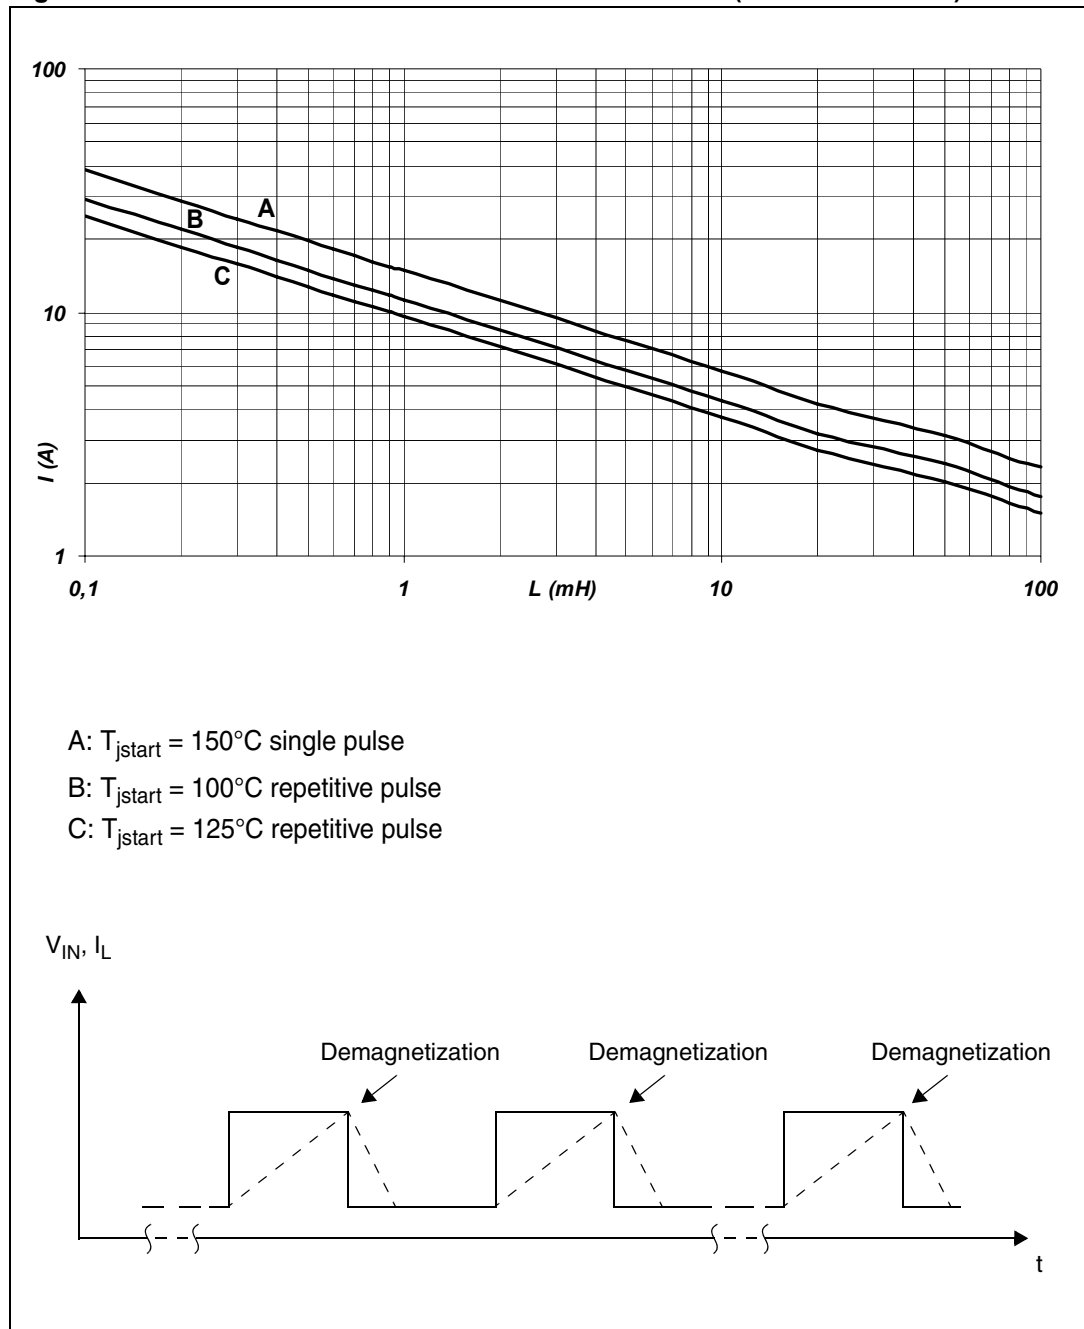 100
A
B
C
10
I (A)
1
0,1 1 L (mH) 10 100
A: Tjstart = 150°C single pulse
B: Tjstart = 100°C repetitive pulse
C: Tjstart = 125°C repetitive pulse
VIN, IL
Demagnetization Demagnetization Demagnetization
t